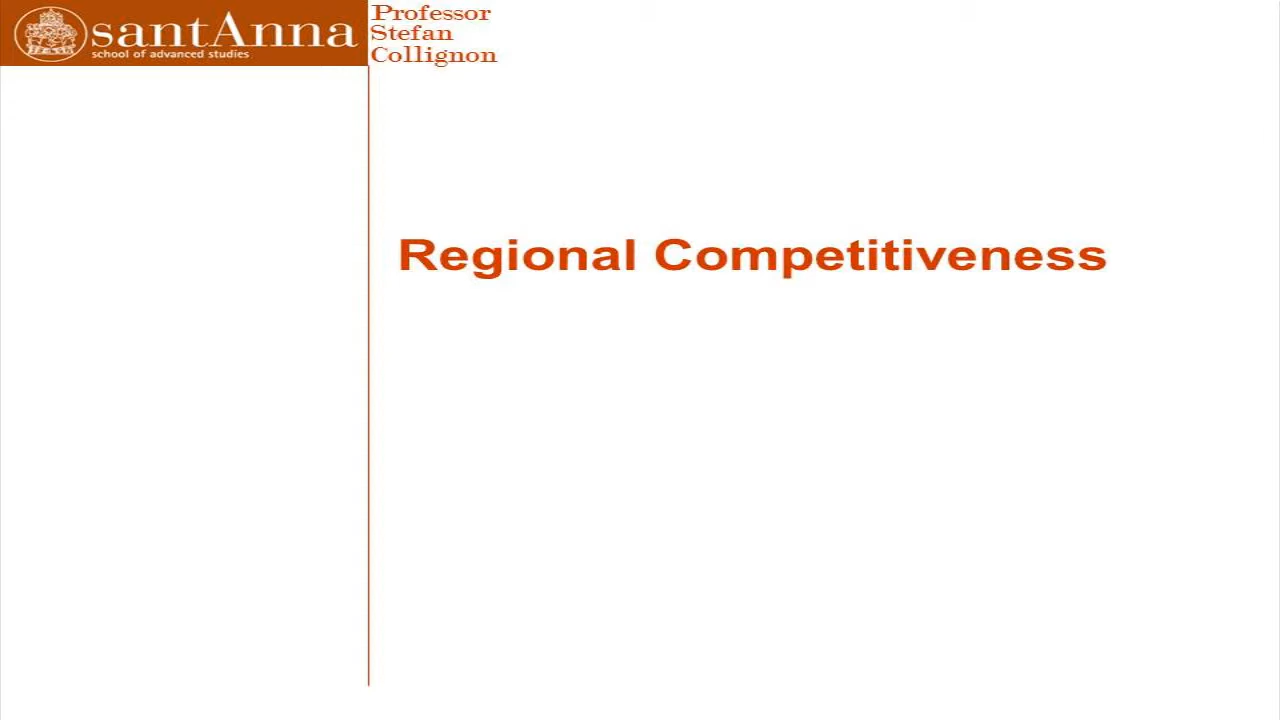 santAnna
school of advanced studies
Professor
Stefan
Collignon
Regional Competitiveness